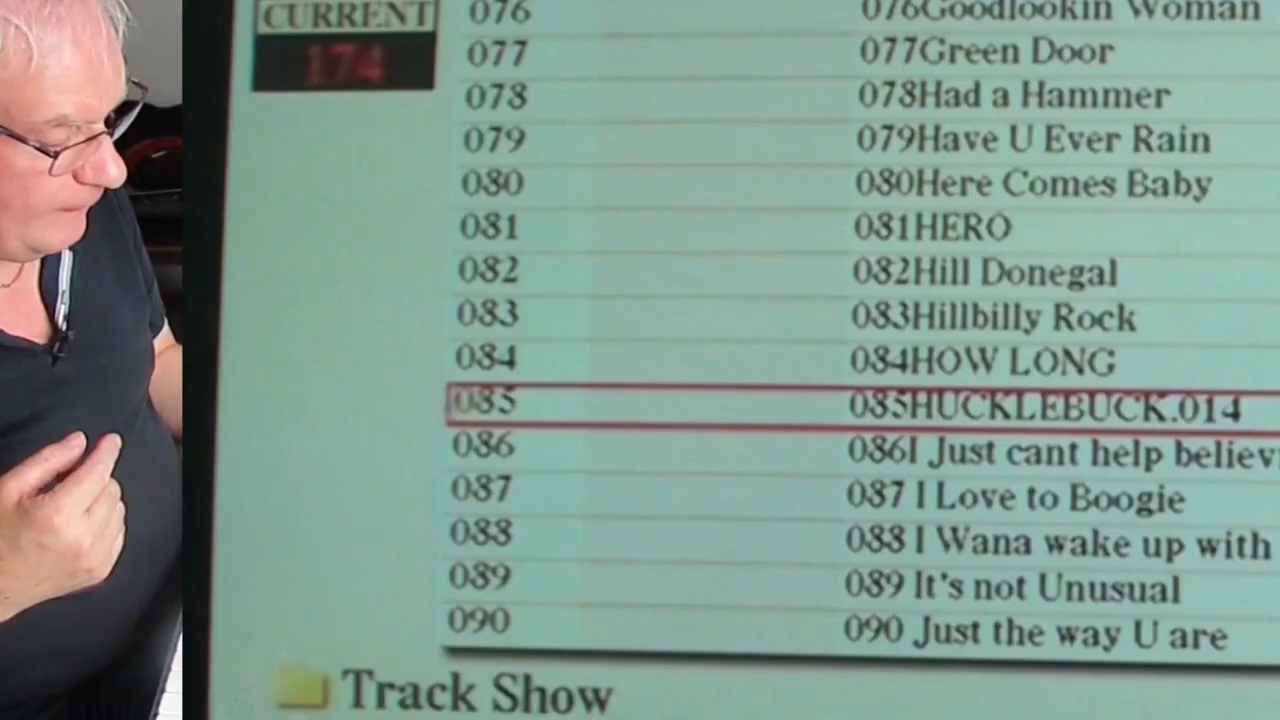 CURRENT
174
076 076Goodlookin Woman
077 077Green Door
078 078Had a Hammer
079 079Have U Ever Rain
080 080Here Comes Baby
081 081HERO
082 082Hill Donegal
083 083Hillbilly Rock
084 084HOW LONG
085 085HUCKLEBUCK.014
086 086I Just cant help believ
087 087 I Love to Boogie
088 088 I Wana wake up with
089 089 It's not Unusual
090 090 Just the way U are
Track Show